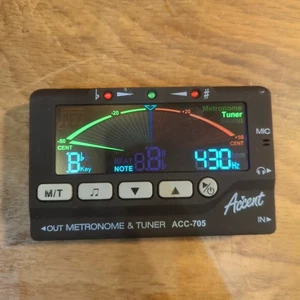 Metronome
Tuner
-20
+20
-50
+50
CENT
CENT
MIC
Key
BEAT
NOTE
430
Hz
M/T
Accent
OUT METRONOME & TUNER ACC-705
IN